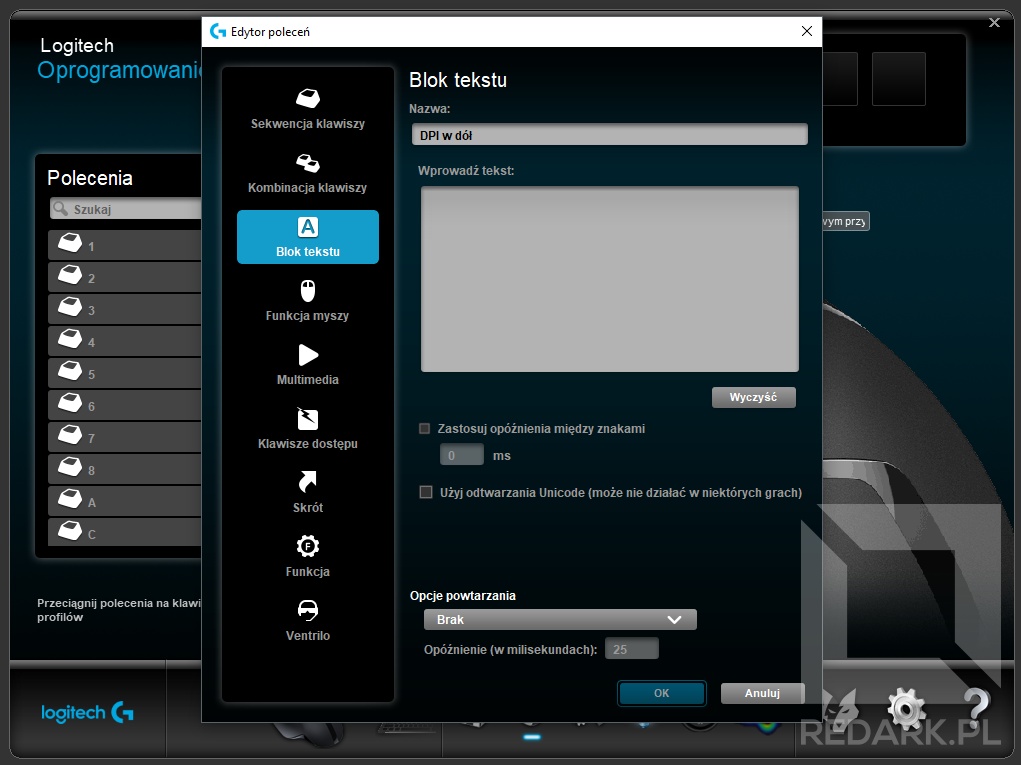 Edytor poleceń
Logitech
Oprogramowanie
Polecenia
Szukaj
1
2
3
4
5
6
7
8
A
C
Przeciągnij polecenia na klawi
profilów
Sekwencja klawiszy
Kombinacja klawiszy
A
Blok tekstu
Funkcja myszy
Multimedia
Klawisze dostępu
Skrót
F
Funkcja
Ventrilo
Blok tekstu
Nazwa:
DPI w dół
Wprowadź tekst:
Wyczyść
Zastosuj opóźnienia między znakami
0 ms
Użyj odtwarzania Unicode (może nie działać w niektórych grach)
Opcje powtarzania
Brak
Opóźnienie (w milisekundach): 25
OK Anuluj
vym przy
logitech G
?
REDARK.PL